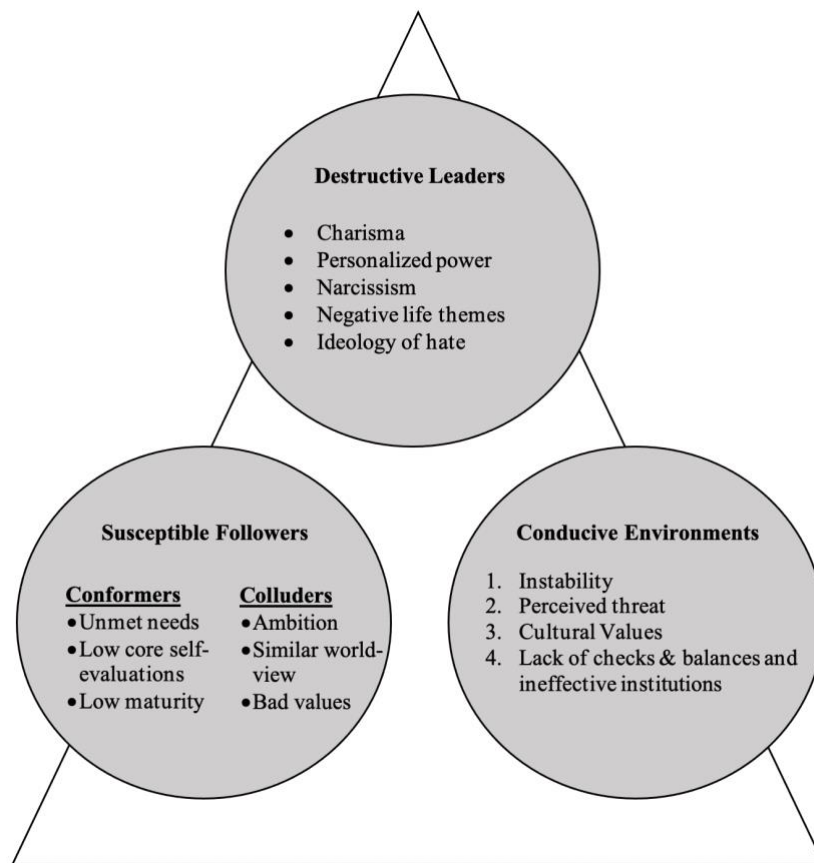 Destructive Leaders
• Charisma
• Personalized power
• Narcissism
• Negative life themes
• Ideology of hate
Susceptible Followers
Conformers
• Unmet needs
• Low core self-
evaluations
• Low maturity
Colluders
• Ambition
• Similar world-
view
• Bad values
Conducive Environments
1. Instability
2. Perceived threat
3. Cultural Values
4. Lack of checks & balances and
ineffective institutions